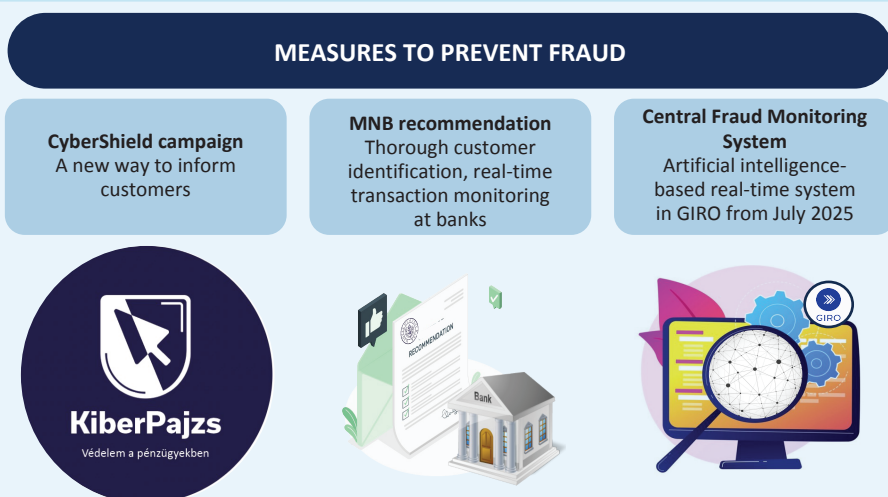 MEASURES TO PREVENT FRAUD
CyberShield campaign
A new way to inform
customers
MNB recommendation
Thorough customer
identification, real-time
transaction monitoring
at banks
Central Fraud Monitoring
System
Artificial intelligence-
based real-time system
in GIRO from July 2025
KiberPajzs
Védelem a pénzügyekben
RECOMMENDATION
Bank
GIRO